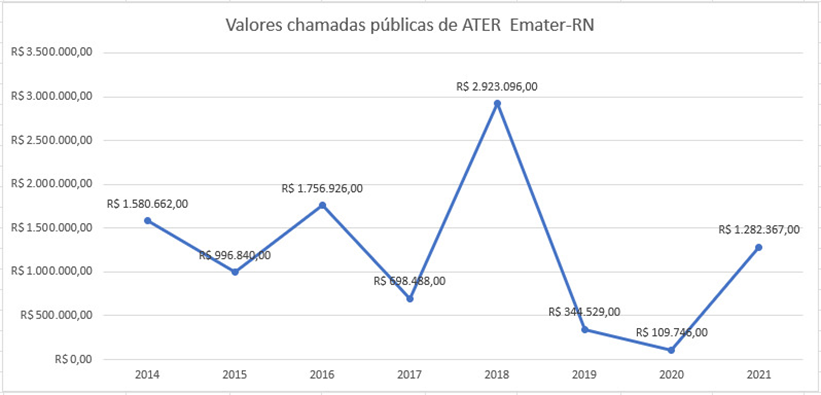 Valores chamadas públicas de ATER  Emater-RN
R$ 3.500.000,00
R$ 3.000.000,00
R$ 2.500.000,00
R$ 2.000.000,00
R$ 1.500.000,00
R$ 1.000.000,00
R$ 500.000,00
R$ 0,00
R$ 1.580.662,00
R$ 996.840,00
R$ 1.756.926,00
R$ 698.488,00
R$ 2.923.096,00
R$ 344.529,00
R$ 109.746,00
R$ 1.282.367,00
2014 2015 2016 2017 2018 2019 2020 2021